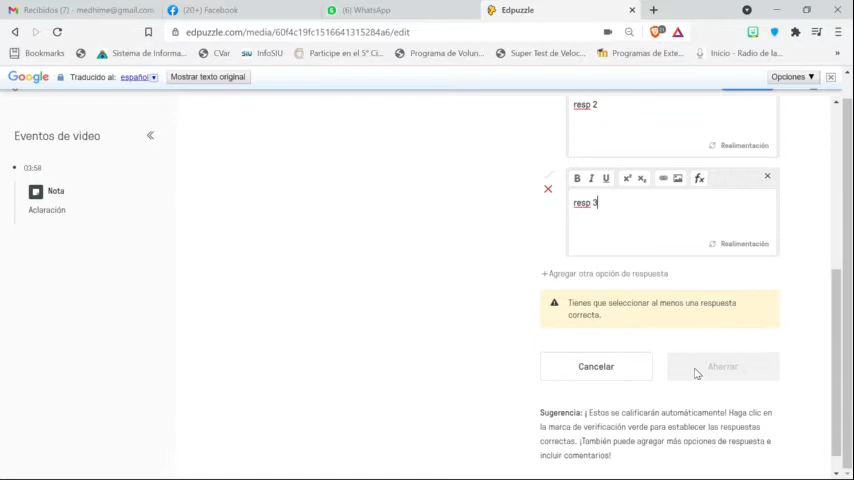 Recibidos (7) - medhime@gmail.com
(20+) Facebook
(6) WhatsApp
Edpuzzle
edpuzzle.com/media/60f4c19fc1516641315284a6/edit
Bookmarks
Sistema de Informa...
CVar
SIU InfoSIU
Participe en el 5° Ci...
Programa de Volun...
Super Test de Veloc...
Programas de Exte...
Inicio - Radio de la...
Google Traducido al: español Mostrar texto original Opciones ▼
Eventos de video
03:58
Nota
Aclaración
resp 2
Realimentación
B I U x² x₂ fx
resp 3
Realimentación
+Agregar otra opción de respuesta
Tienes que seleccionar al menos una respuesta
correcta.
Cancelar Ahorrar
Sugerencia: ¡ Estos se calificarán automáticamente! Haga clic en
la marca de verificación verde para establecer las respuestas
correctas. ¡También puede agregar más opciones de respuesta e
incluir comentarios!